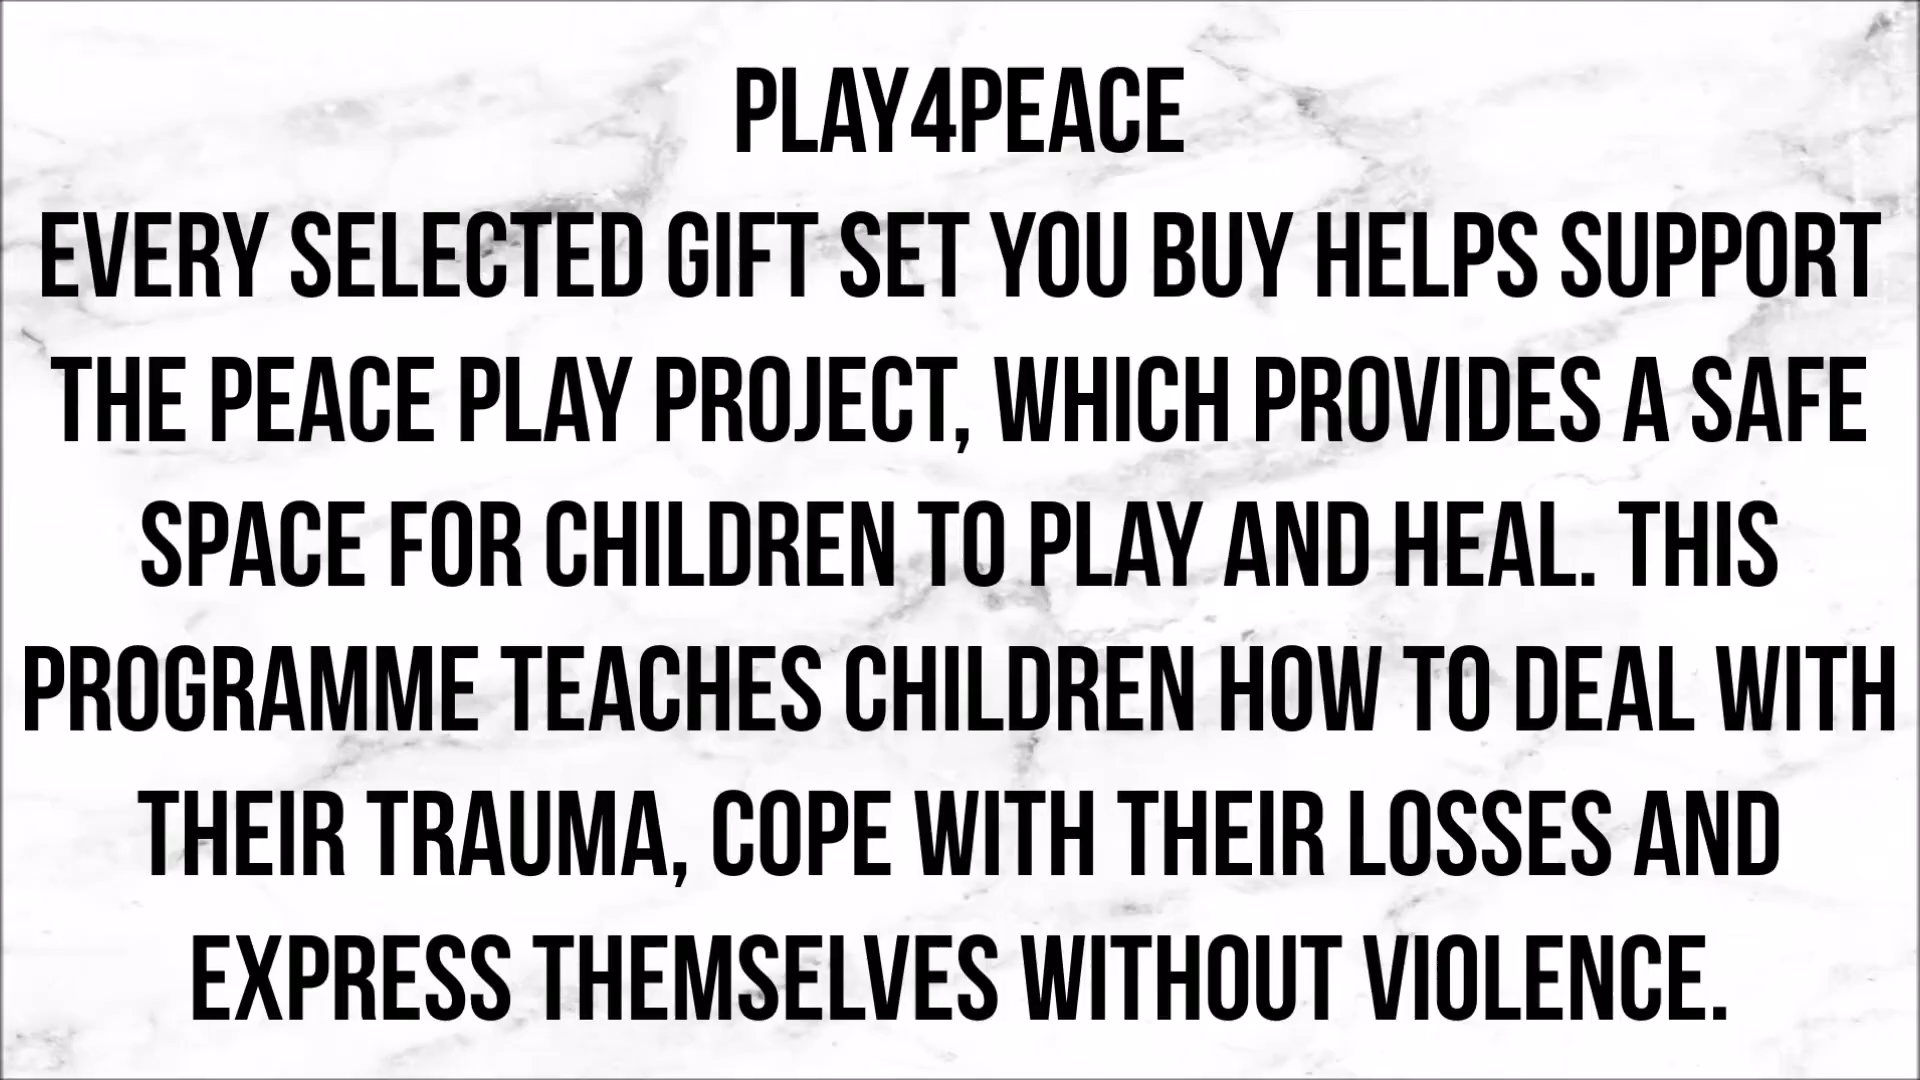 PLAY4PEACE
EVERY SELECTED GIFT SET YOU BUY HELPS SUPPORT
THE PEACE PLAY PROJECT, WHICH PROVIDES A SAFE
SPACE FOR CHILDREN TO PLAY AND HEAL. THIS
PROGRAMME TEACHES CHILDREN HOW TO DEAL WITH
THEIR TRAUMA, COPE WITH THEIR LOSSES AND
EXPRESS THEMSELVES WITHOUT VIOLENCE.